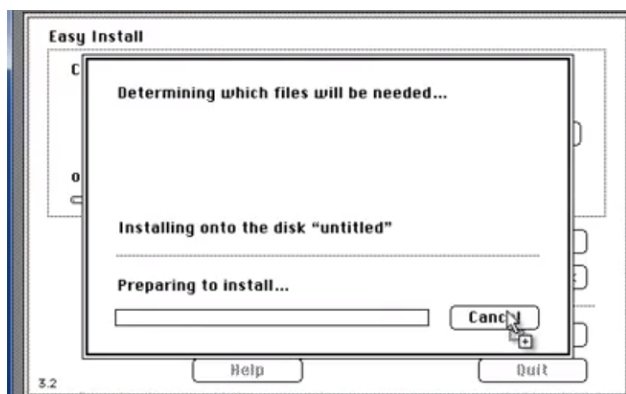 Easy Install
Determining which files will be needed...
Installing onto the disk “untitled”
Preparing to install...
Cancel
Help
Quit
3.2